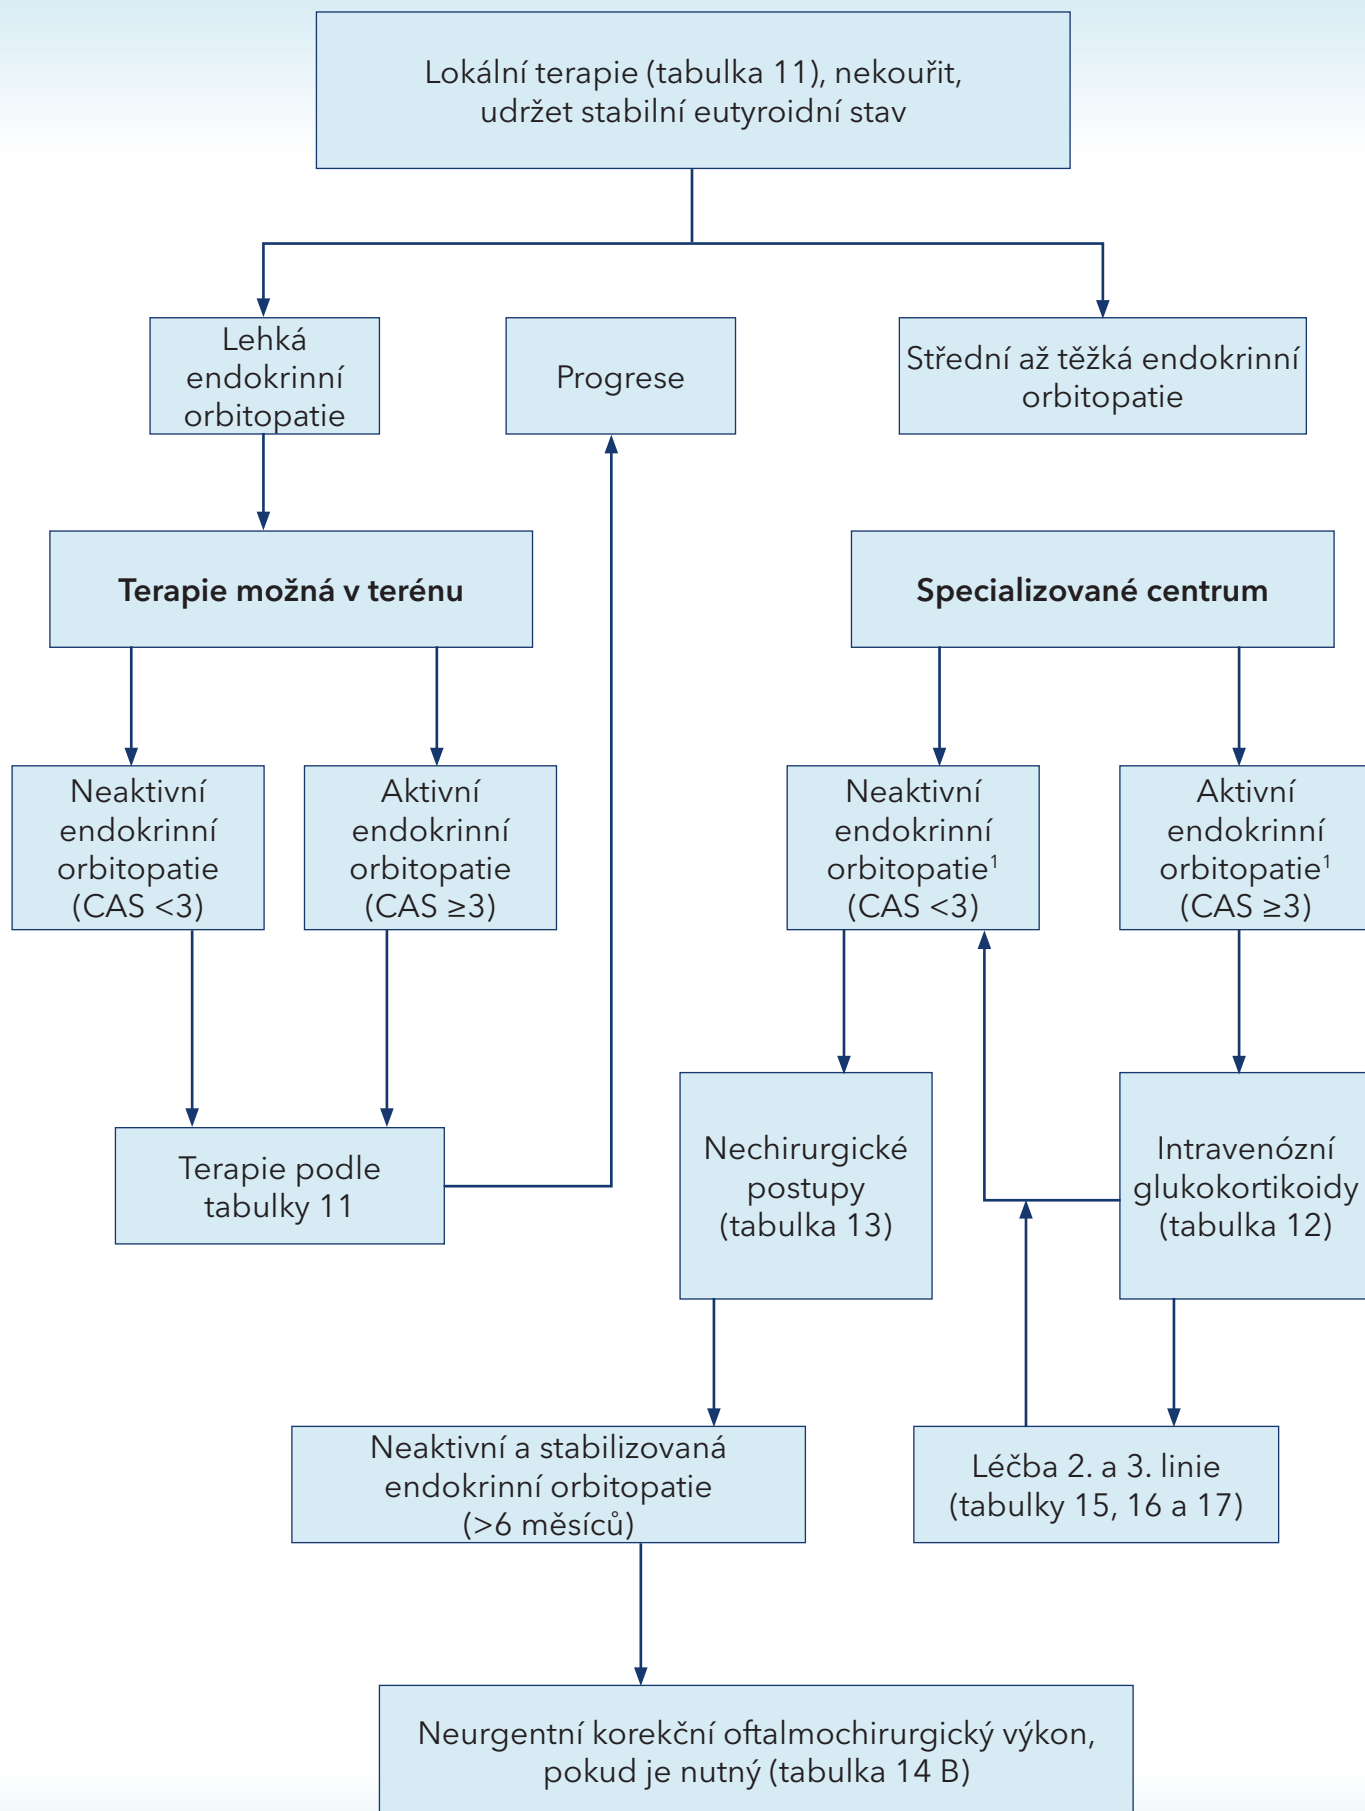 Lokální terapie (tabulka 11), nekouřit,
udržet stabilní eutyroidní stav
Lehká
endokrinní
orbitopatie
Progrese
Střední až těžká endokrinní
orbitopatie
Terapie možná v terénu
Specializované centrum
Neaktivní
endokrinní
orbitopatie
(CAS <3)
Aktivní
endokrinní
orbitopatie
(CAS ≥3)
Neaktivní
endokrinní
orbitopatie¹
(CAS <3)
Aktivní
endokrinní
orbitopatie¹
(CAS ≥3)
Terapie podle
tabulky 11
Nechirurgické
postupy
(tabulka 13)
Intravenózní
glukokortikoidy
(tabulka 12)
Neaktivní a stabilizovaná
endokrinní orbitopatie
(>6 měsíců)
Léčba 2. a 3. linie
(tabulky 15, 16 a 17)
Neurgentní korekční oftalmochirurgický výkon,
pokud je nutný (tabulka 14 B)